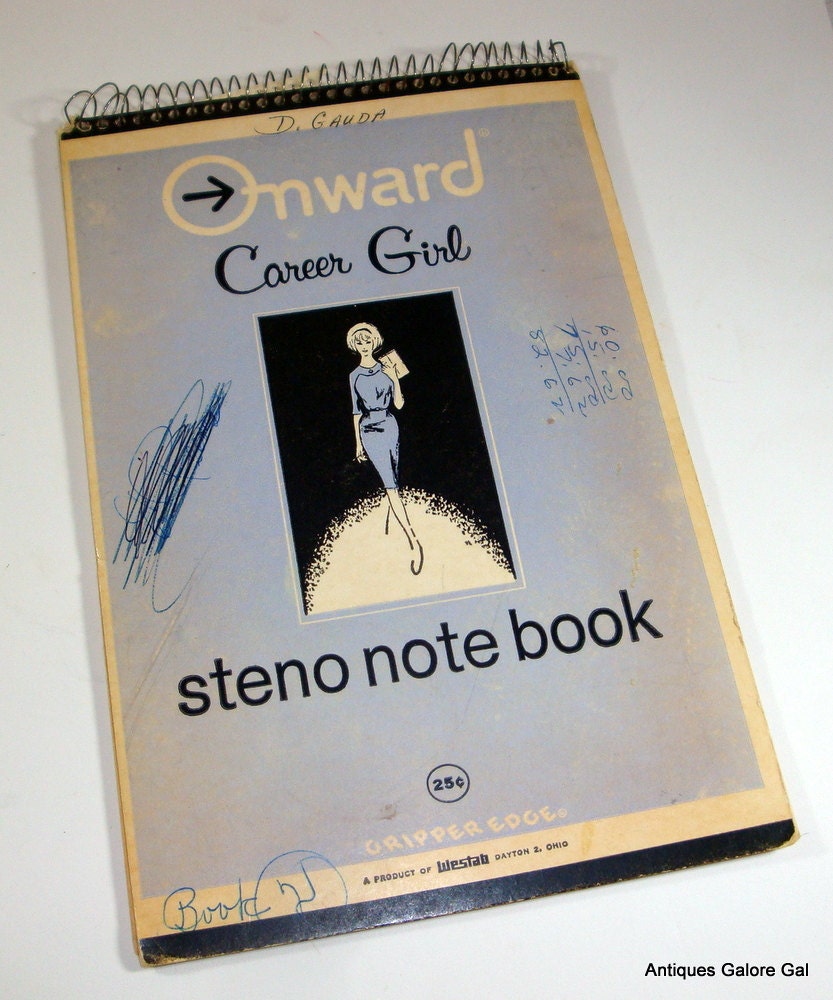 D. GAUDA
Onward®
Career Girl
steno note book
25¢
GRIPPER EDGE®
A PRODUCT OF Westab DAYTON 2, OHIO
Book
Antiques Galore Gal